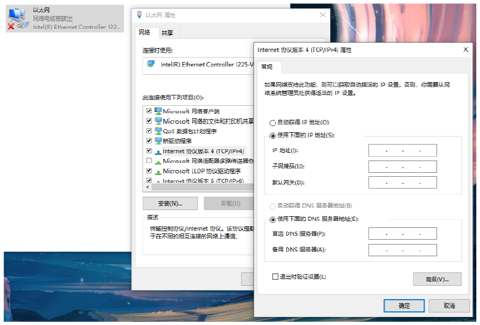 以太网
网络电缆被拔出
Intel(R) Ethernet Controller I22...
以太网 属性
网络
共享
连接时使用:
Intel(R) Ethernet Controller I225-V
此连接使用下列项目(O):
Microsoft 网络客户端
Microsoft 网络的文件和打印机共享
QoS 数据包计划程序
桥驱动程序
Internet 协议版本 4 (TCP/IPv4)
Microsoft 网络适配器多路传送器协
Microsoft LLDP 协议驱动程序
Internet 协议版本 6 (TCP/IPv6)
安装(N)...
卸载(U)
描述
传输控制协议/Internet 协议。该协议是默
于在不同的相互连接的网络上通信。
Internet 协议版本 4 (TCP/IPv4) 属性
常规
如果网络支持此功能，则可以获取自动指派的 IP 设置。否则，你需要从网
络系统管理员处获得适当的 IP 设置。
自动获得 IP 地址(O)
使用下面的 IP 地址(S):
IP 地址(I):
子网掩码(U):
默认网关(D):
自动获得 DNS 服务器地址(B)
使用下面的 DNS 服务器地址(E):
首选 DNS 服务器(P):
备用 DNS 服务器(A):
退出时验证设置(L)
高级(V)...
确定
取消